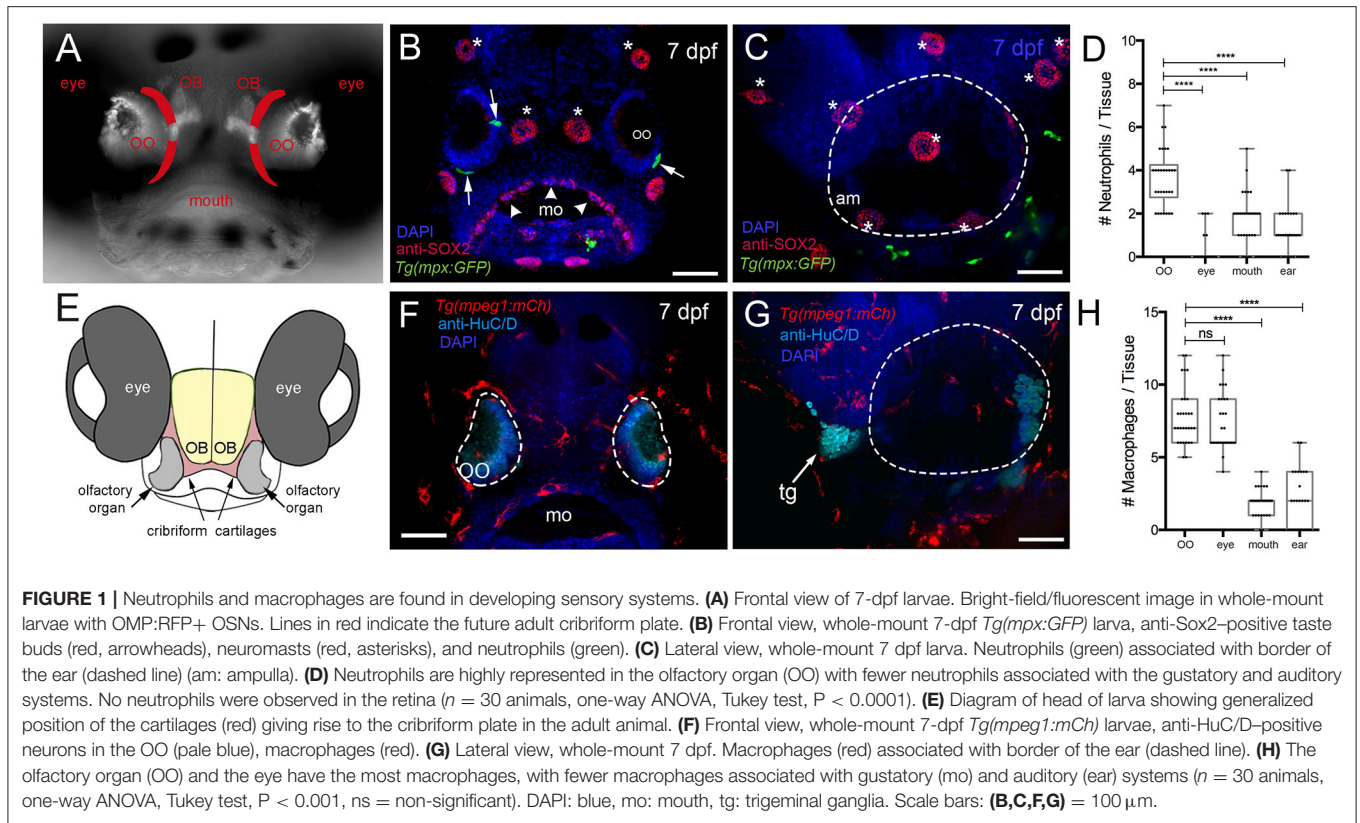 A
eye
OB
OB
eye
OO
OO
mouth
B
7 dpf
*
*
*
*
OO
mo
DAPI
anti-SOX2
Tg(mpx:GFP)
C
7 dpf
*
*
*
*
*
*
*
*
am
DAPI
anti-SOX2
Tg(mpx:GFP)
D
# Neutrophils / Tissue
10
8
6
4
2
0
****
****
****
OO eye mouth ear
E
eye
eye
OB OB
olfactory organ
olfactory organ
cribriform cartilages
F
Tg(mpeg1:mCh)
anti-HuC/D
DAPI
7 dpf
OO
mo
G
Tg(mpeg1:mCh)
anti-HuC/D
DAPI
7 dpf
tg
H
# Macrophages / Tissue
15
10
5
0
****
****
ns
OO eye mouth ear
FIGURE 1 | Neutrophils and macrophages are found in developing sensory systems. (A) Frontal view of 7-dpf larvae. Bright-field/fluorescent image in whole-mount
larvae with OMP:RFP+ OSNs. Lines in red indicate the future adult cribriform plate. (B) Frontal view, whole-mount 7-dpf Tg(mpx:GFP) larva, anti-Sox2–positive taste
buds (red, arrowheads), neuromasts (red, asterisks), and neutrophils (green). (C) Lateral view, whole-mount 7 dpf larva. Neutrophils (green) associated with border of
the ear (dashed line) (am: ampulla). (D) Neutrophils are highly represented in the olfactory organ (OO) with fewer neutrophils associated with the gustatory and auditory
systems. No neutrophils were observed in the retina (n = 30 animals, one-way ANOVA, Tukey test, P < 0.0001). (E) Diagram of head of larva showing generalized
position of the cartilages (red) giving rise to the cribriform plate in the adult animal. (F) Frontal view, whole-mount 7-dpf Tg(mpeg1:mCh) larvae, anti-HuC/D–positive
neurons in the OO (pale blue), macrophages (red). (G) Lateral view, whole-mount 7 dpf. Macrophages (red) associated with border of the ear (dashed line). (H) The
olfactory organ (OO) and the eye have the most macrophages, with fewer macrophages associated with gustatory (mo) and auditory (ear) systems (n = 30 animals,
one-way ANOVA, Tukey test, P < 0.001, ns = non-significant). DAPI: blue, mo: mouth, tg: trigeminal ganglia. Scale bars: (B,C,F,G) = 100 μm.